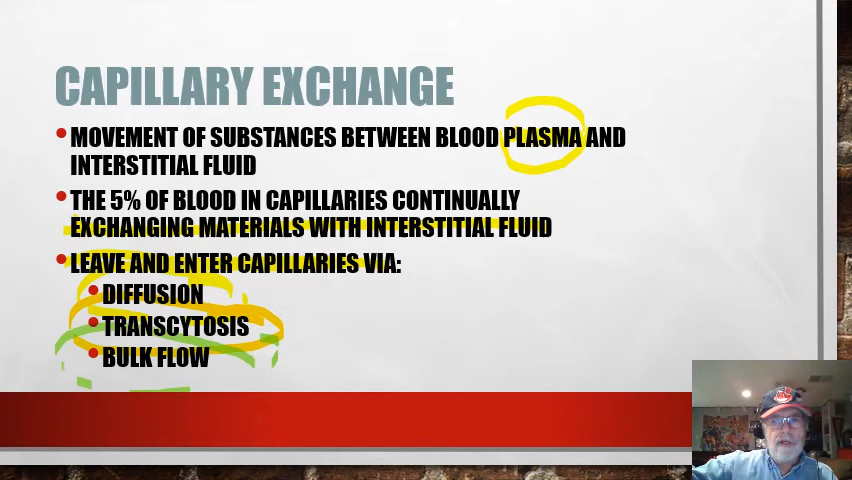 CAPILLARY EXCHANGE
• MOVEMENT OF SUBSTANCES BETWEEN BLOOD PLASMA AND
INTERSTITIAL FLUID
• THE 5% OF BLOOD IN CAPILLARIES CONTINUALLY
EXCHANGING MATERIALS WITH INTERSTITIAL FLUID
• LEAVE AND ENTER CAPILLARIES VIA:
• DIFFUSION
• TRANSCYTOSIS
• BULK FLOW